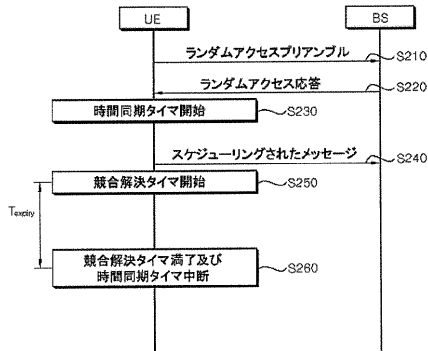 UE
BS
ランダムアクセスプリアンブル
S210
ランダムアクセス応答
S220
時間同期タイマ開始
S230
スケジューリングされたメッセージ
S240
競合解決タイマ開始
S250
Texpiry
競合解決タイマ満了及び
時間同期タイマ中断
S260